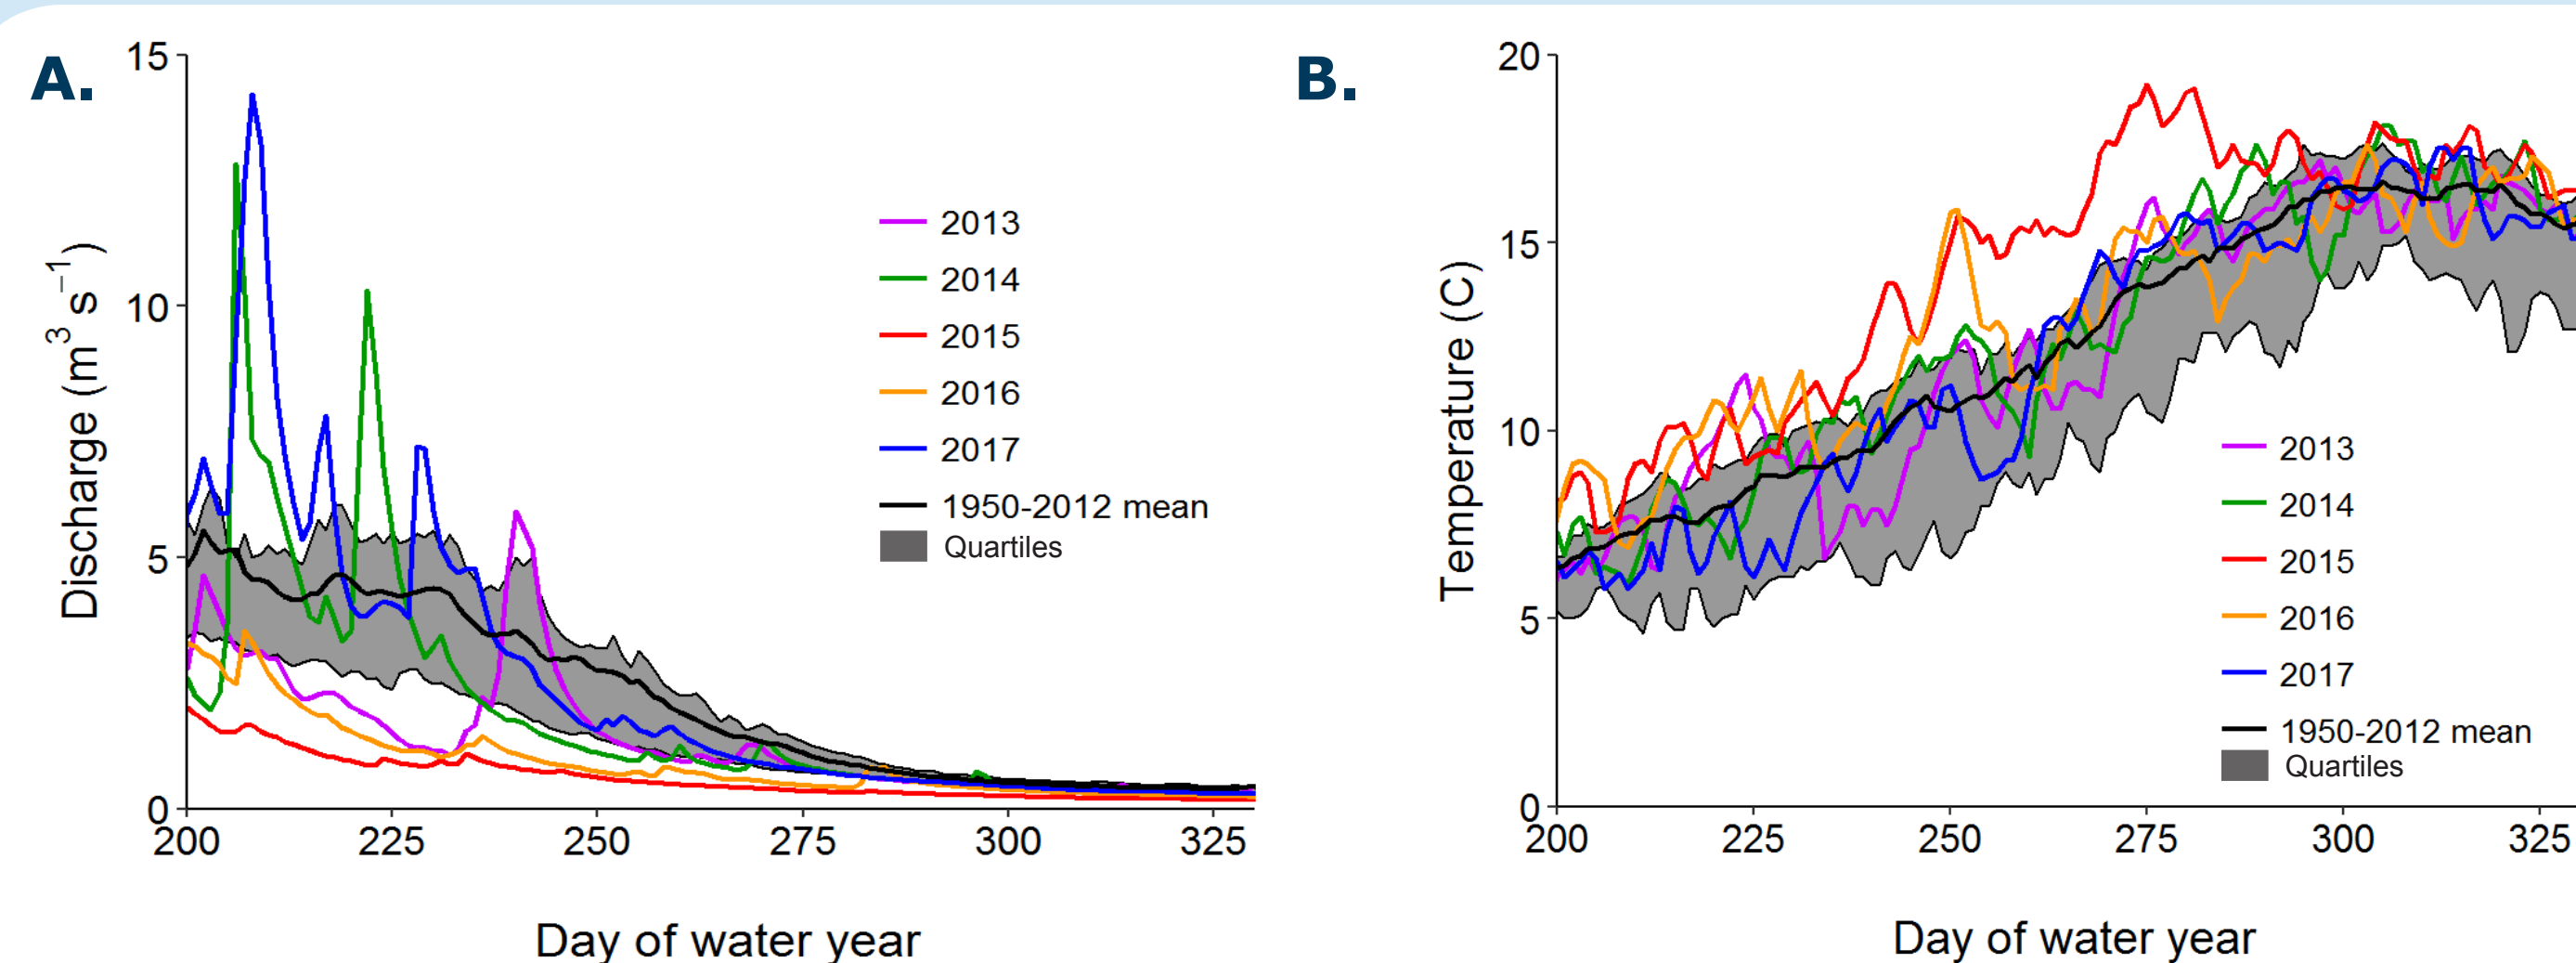 A.
15
10
5
0
Discharge (m³ s⁻¹)
2013
2014
2015
2016
2017
1950-2012 mean
Quartiles
200 225 250 275 300 325
Day of water year
B.
20
15
10
5
0
Temperature (C)
2013
2014
2015
2016
2017
1950-2012 mean
Quartiles
200 225 250 275 300 325
Day of water year